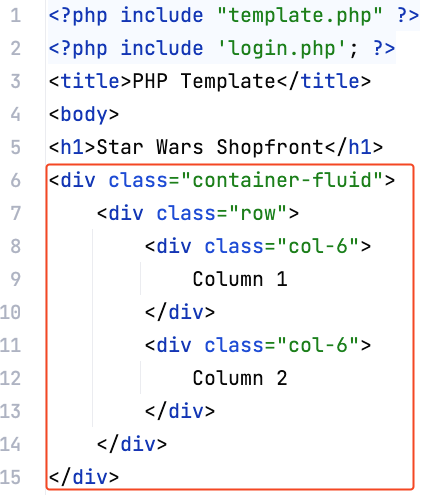 1 <?php include "template.php" ?>
2 <?php include 'login.php'; ?>
3 <title>PHP Template</title>
4 <body>
5 <h1>Star Wars Shopfront</h1>
6 <div class="container-fluid">
7     <div class="row">
8         <div class="col-6">
9             Column 1
10         </div>
11         <div class="col-6">
12             Column 2
13         </div>
14     </div>
15 </div>